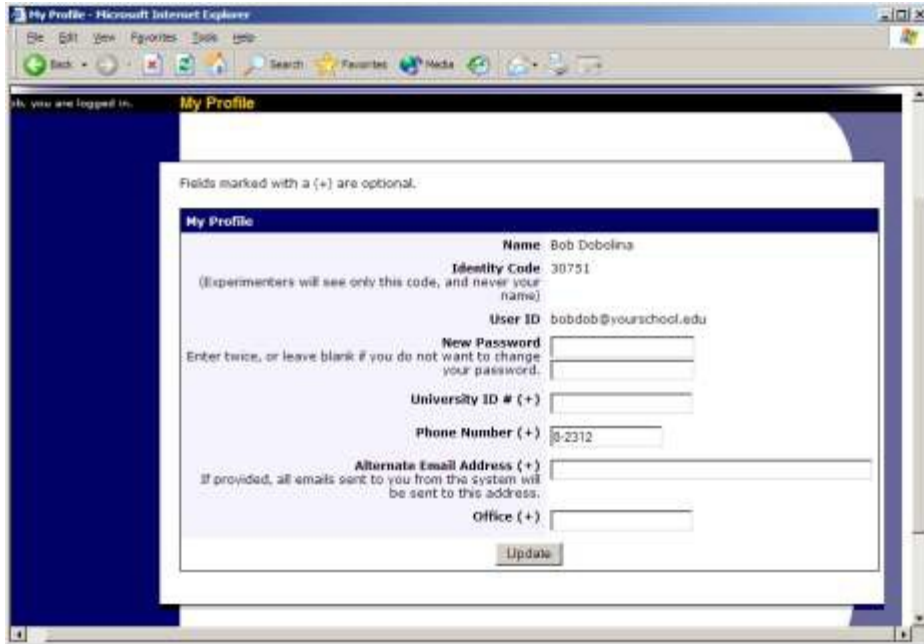 My Profile - Microsoft Internet Explorer
File Edit View Favorites Tools Help
Back Search Favorites Media
you are logged in.
My Profile
Fields marked with a (+) are optional.
My Profile
Name Bob Dobolina
Identity Code 30751
(Experimenters will see only this code, and never your
name)
User ID bobdob@yourschool.edu
New Password
Enter twice, or leave blank if you do not want to change
your password.
University ID # (+)
Phone Number (+) 8-2312
Alternate Email Address (+)
If provided, all emails sent to you from the system will
be sent to this address.
Office (+)
Update